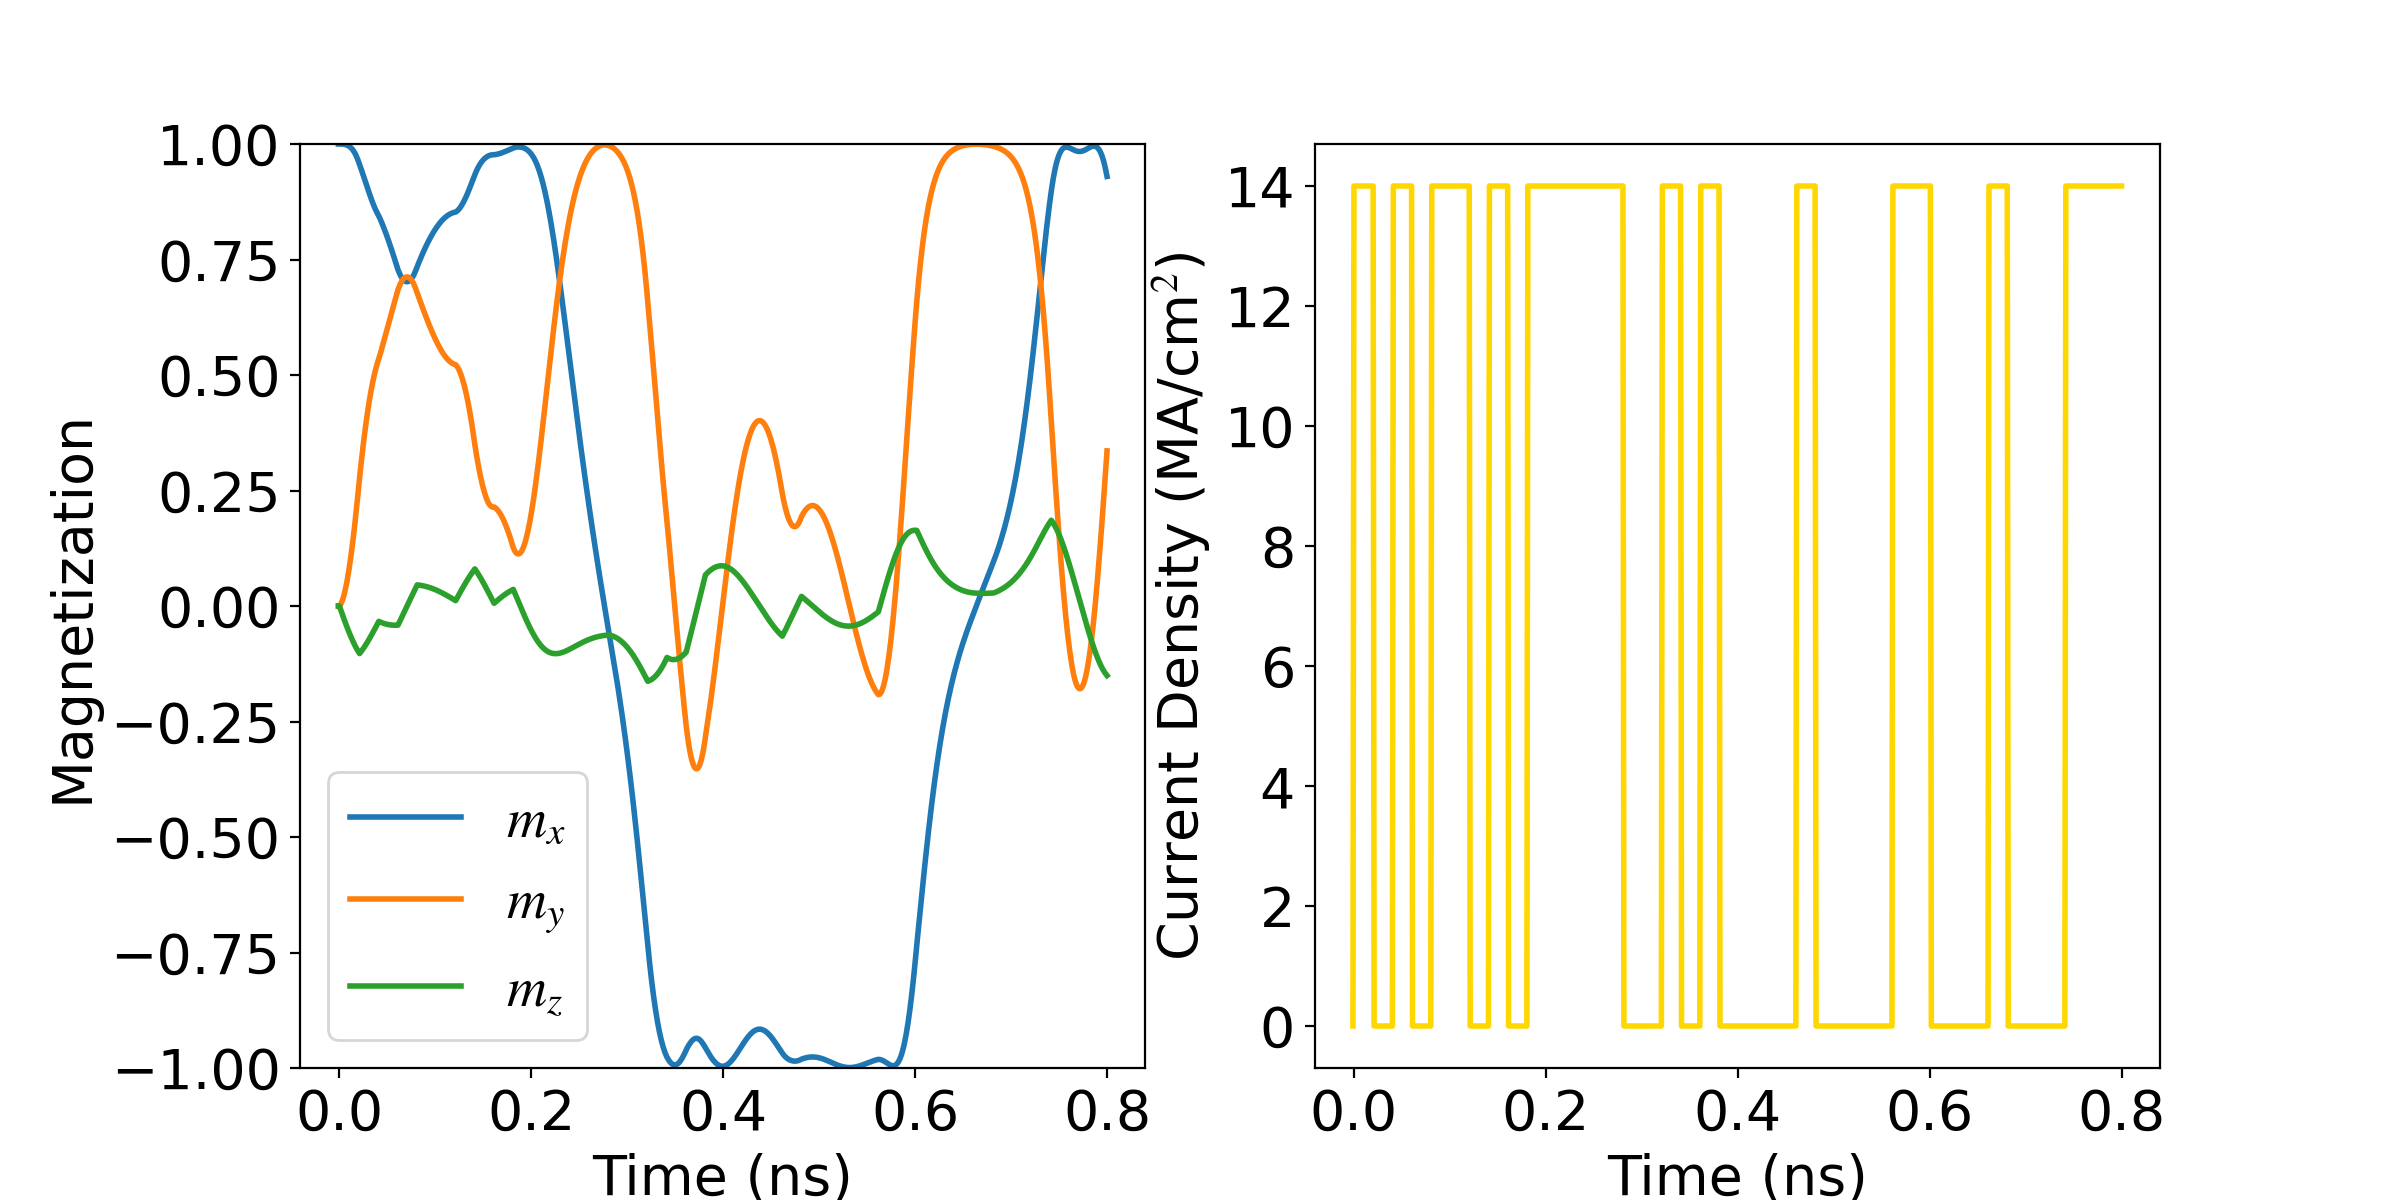 Magnetization
1.00
0.75
0.50
0.25
0.00
−0.25
−0.50
−0.75
−1.00
m_x
m_y
m_z
0.0 0.2 0.4 0.6 0.8
Time (ns)
Current Density (MA/cm²)
14
12
10
8
6
4
2
0
0.0 0.2 0.4 0.6 0.8
Time (ns)